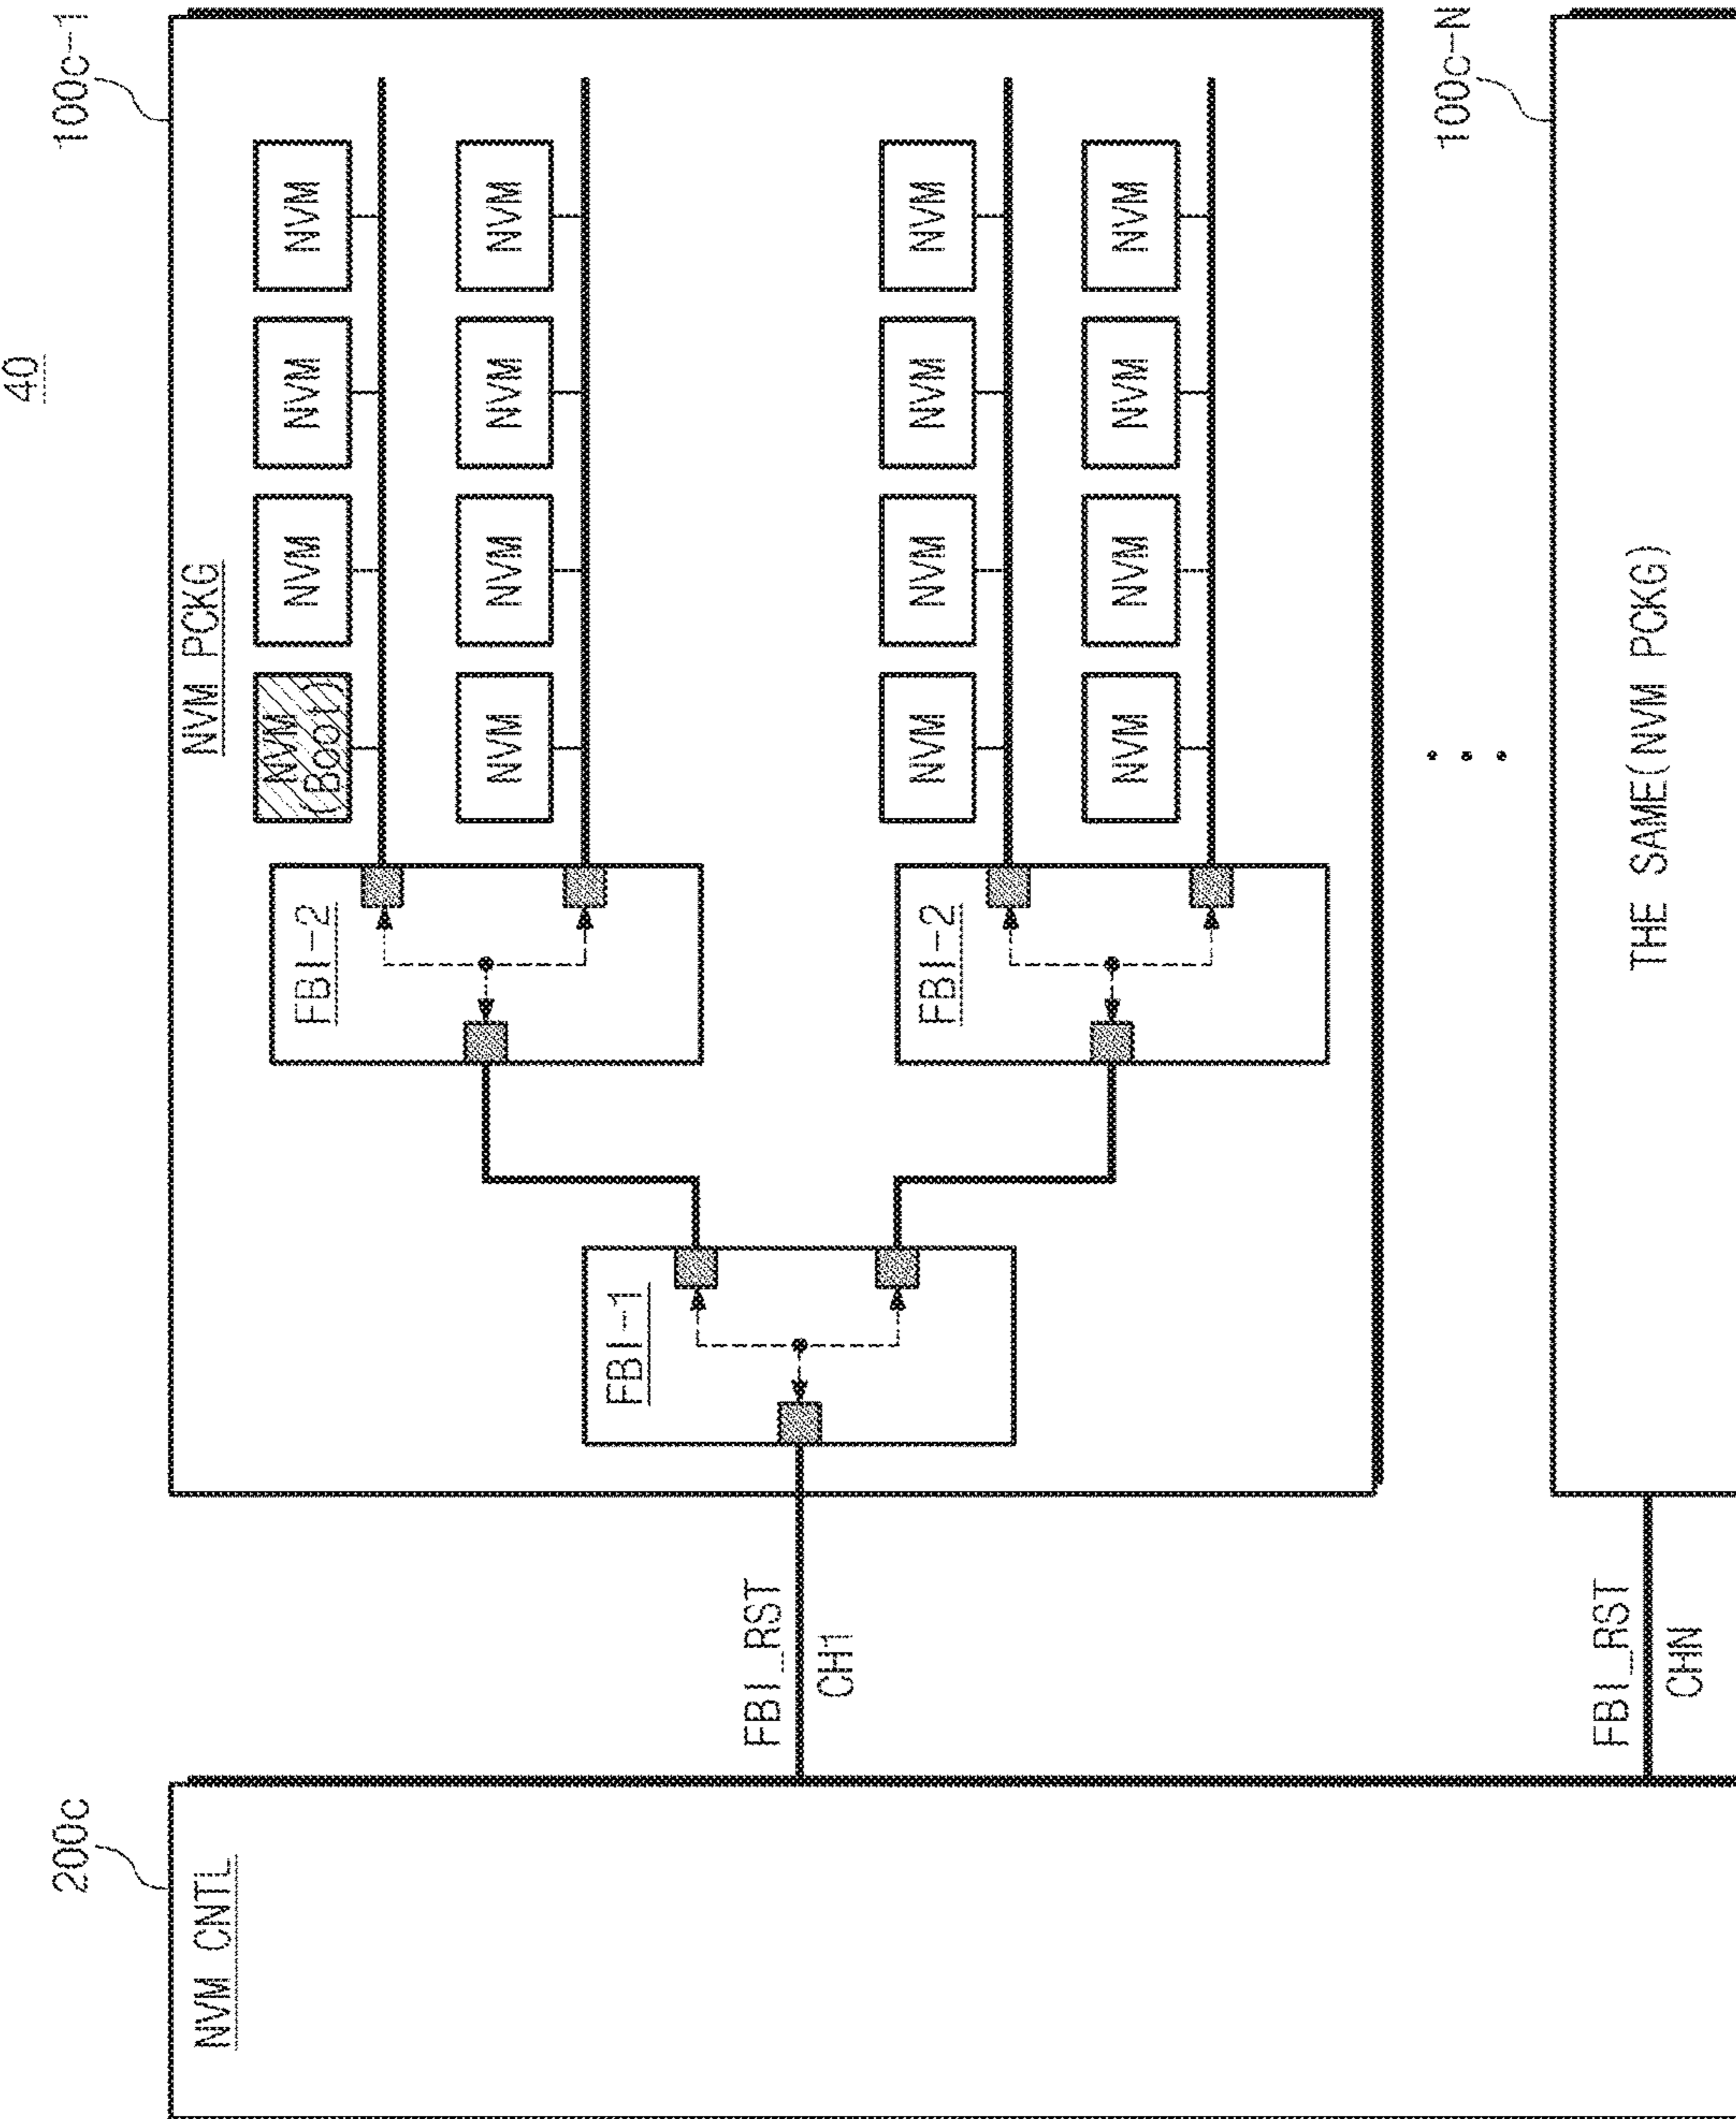 40
200c
100c-1
NVM CNTL
NVM PCKG
NVM
(Boot)
NVM
NVM
NVM
FBI-2
NVM
NVM
NVM
NVM
FBI-1
FBI_RST
CH1
NVM
NVM
NVM
NVM
FBI-2
NVM
NVM
NVM
NVM
100c-N
FBI_RST
CHN
THE SAME(NVM PCKG)